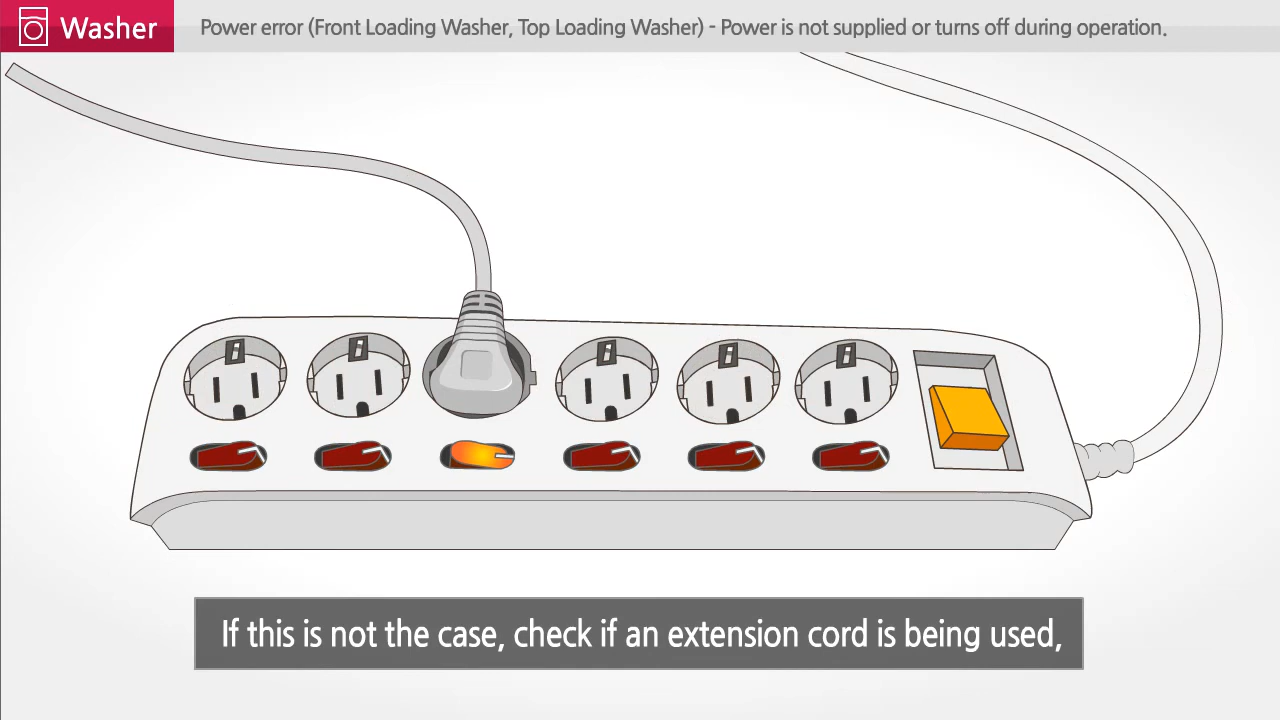 Washer
Power error (Front Loading Washer, Top Loading Washer) - Power is not supplied or turns off during operation.
If this is not the case, check if an extension cord is being used,